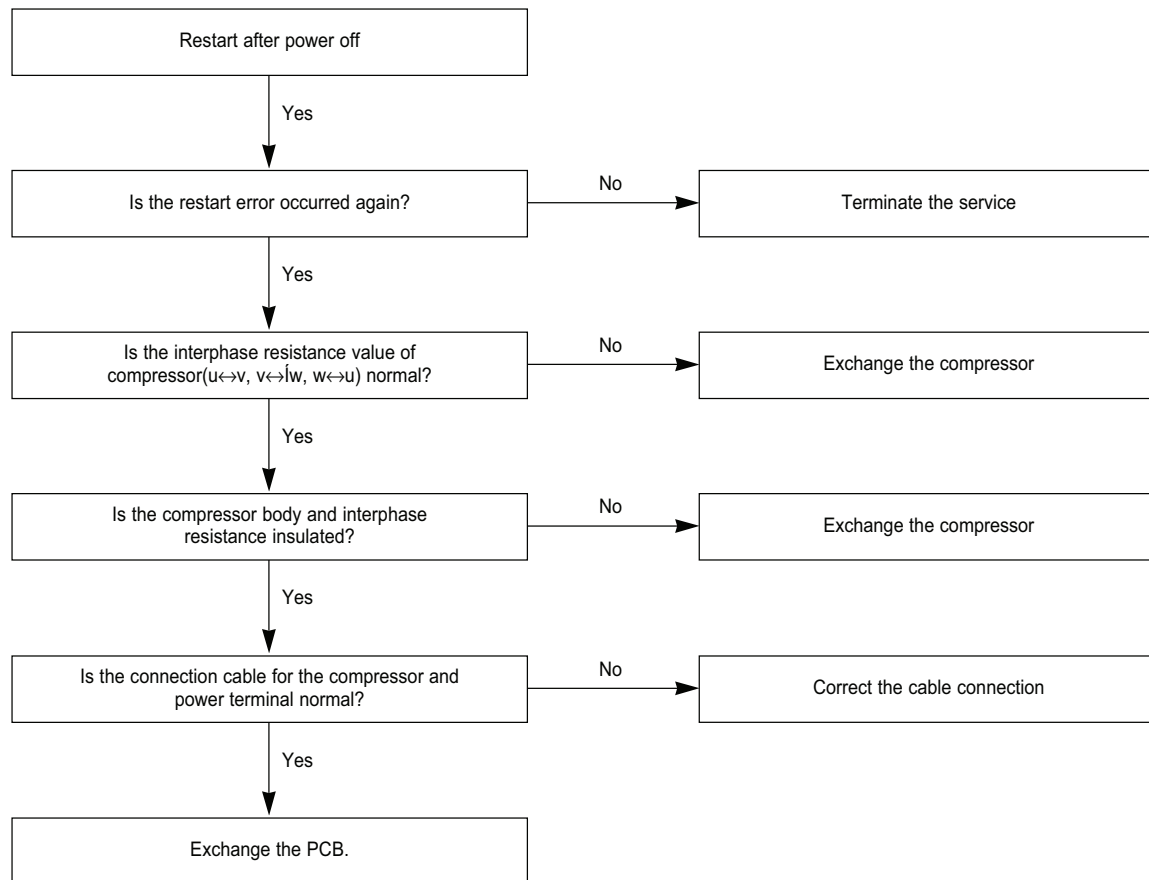 Restart after power off
Yes
Is the restart error occurred again?
No
Terminate the service
Yes
Is the interphase resistance value of
compressor(u↔v, v↔Íw, w↔u) normal?
No
Exchange the compressor
Yes
Is the compressor body and interphase
resistance insulated?
No
Exchange the compressor
Yes
Is the connection cable for the compressor and
power terminal normal?
No
Correct the cable connection
Yes
Exchange the PCB.